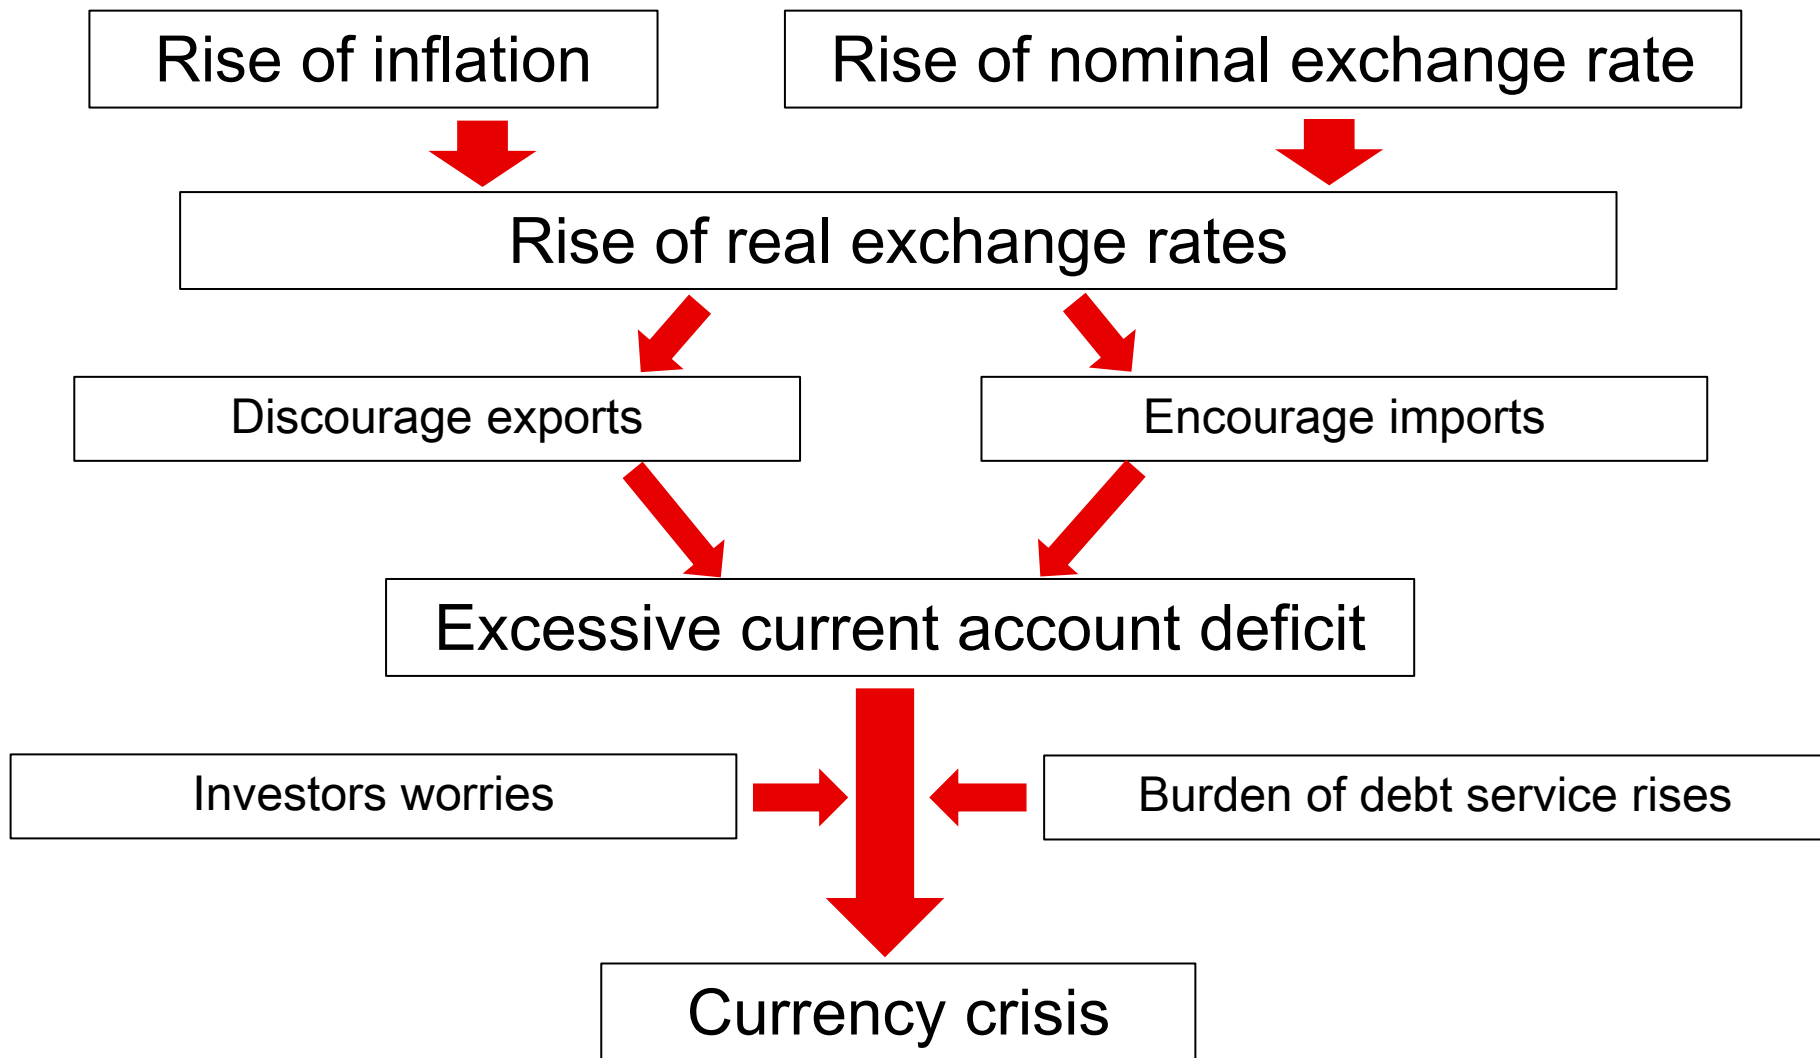 Rise of inflation
Rise of nominal exchange rate
Rise of real exchange rates
Discourage exports
Encourage imports
Excessive current account deficit
Investors worries
Burden of debt service rises
Currency crisis